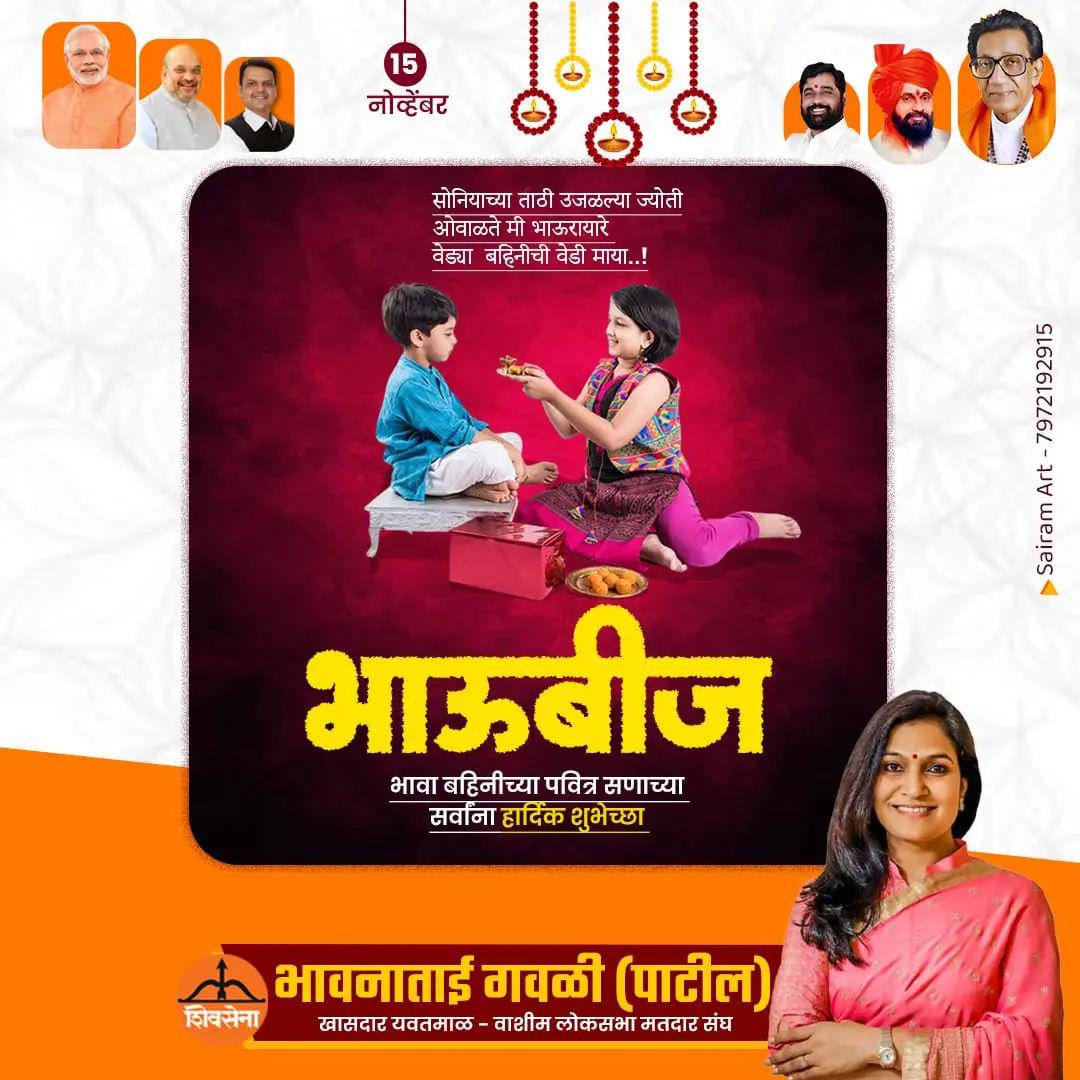 15
नोव्हेंबर
सोनियाच्या ताठी उजळल्या ज्योती
ओवाळते मी भाऊरायारे
वेड्या बहिनीची वेडी माया..!
भाऊबीज
भावा बहिनीच्या पवित्र सणाच्या
सर्वांना हार्दिक शुभेच्छा
Sairam Art - 7972192915
शिवसेना
भावनाताई गवळी (पाटील)
खासदार यवतमाळ - वाशीम लोकसभा मतदार संघ